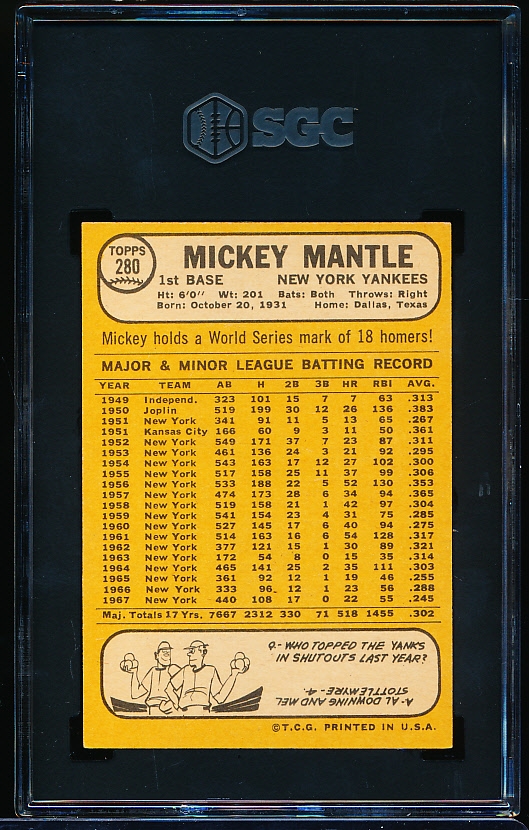 SGC
TOPPS
280
MICKEY MANTLE
1st BASE NEW YORK YANKEES
Ht: 6'0" Wt: 201 Bats: Both Throws: Right
Born: October 20, 1931 Home: Dallas, Texas
Mickey holds a World Series mark of 18 homers!
MAJOR & MINOR LEAGUE BATTING RECORD
YEAR TEAM AB H 2B 3B HR RBI AVG.
1949 Independ. 323 101 15 7 7 63 .313
1950 Joplin 519 199 30 12 26 136 .383
1951 New York 341 91 11 5 13 65 .267
1951 Kansas City 166 60 9 3 11 50 .361
1952 New York 549 171 37 7 23 87 .311
1953 New York 461 136 24 3 21 92 .295
1954 New York 543 163 17 12 27 102 .300
1955 New York 517 158 25 11 37 99 .306
1956 New York 533 188 22 5 52 130 .353
1957 New York 474 173 28 6 34 94 .365
1958 New York 519 158 21 1 42 97 .304
1959 New York 541 154 23 4 31 75 .285
1960 New York 527 145 17 6 40 94 .275
1961 New York 514 163 16 6 54 128 .317
1962 New York 377 121 15 1 30 89 .321
1963 New York 172 54 8 0 15 35 .314
1964 New York 465 141 25 2 35 111 .303
1965 New York 361 92 12 1 19 46 .255
1966 New York 333 96 12 1 23 56 .288
1967 New York 440 108 17 0 22 55 .245
Maj. Totals 17 Yrs. 7667 2312 330 71 518 1455 .302
Q- WHO TOPPED THE YANKS
IN SHUTOUTS LAST YEAR?
A- AL DOWNING AND MEL
STOTTLEMYRE - 4.
©T.C.G. PRINTED IN U.S.A.